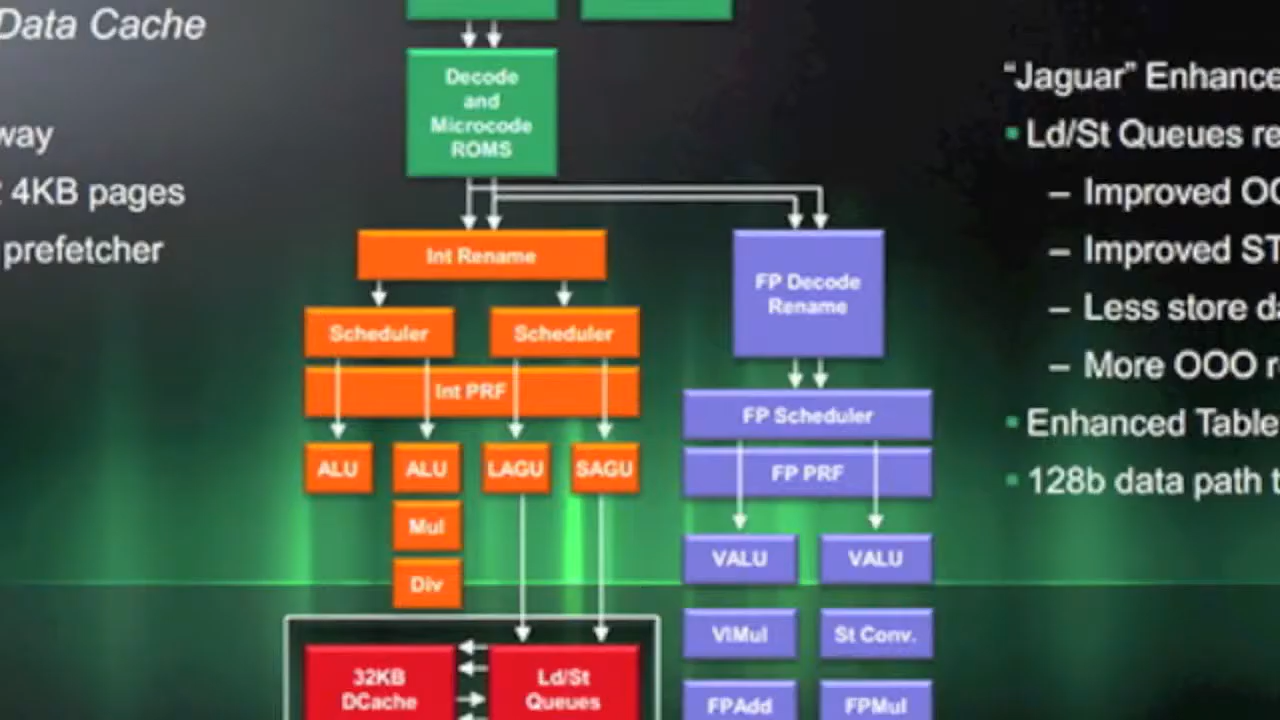 Data Cache
way
4KB pages
prefetcher
Decode
and
Microcode
ROMS
Int Rename
Scheduler
Scheduler
Int PRF
ALU
ALU
LAGU
SAGU
Mul
Div
32KB
DCache
Ld/St
Queues
FP Decode
Rename
FP Scheduler
FP PRF
VALU
VALU
VIMul
St Conv.
FPAdd
FPMul
“Jaguar” Enhance
Ld/St Queues re
– Improved OO
– Improved ST
– Less store da
– More OOO r
Enhanced Table
128b data path t